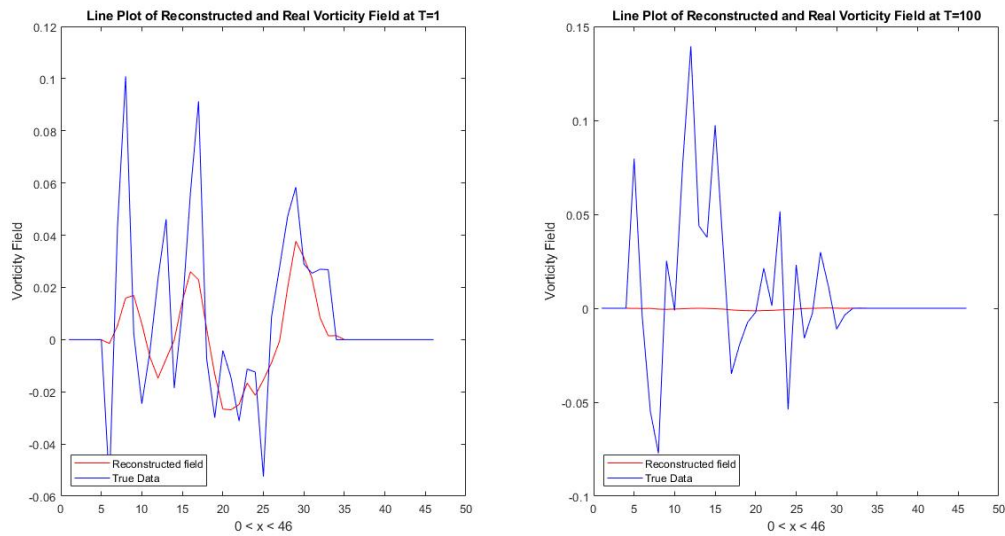 Line Plot of Reconstructed and Real Vorticity Field at T=1
0.12
0.1
0.08
0.06
0.04
0.02
0
-0.02
-0.04
-0.06
Vorticity Field
Reconstructed field
True Data
0 5 10 15 20 25 30 35 40 45 50
0 < x < 46
Line Plot of Reconstructed and Real Vorticity Field at T=100
0.15
0.1
0.05
0
-0.05
-0.1
Vorticity Field
Reconstructed field
True Data
0 5 10 15 20 25 30 35 40 45 50
0 < x < 46